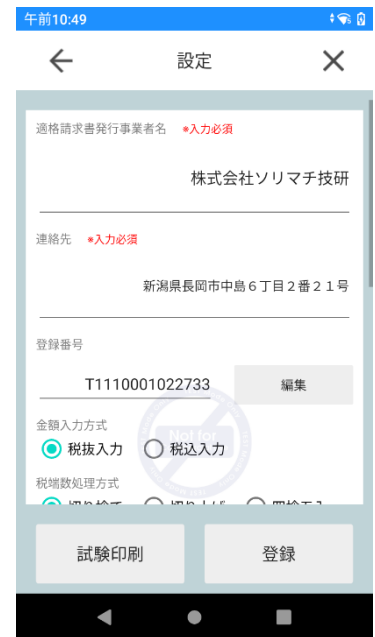 午前10:49
設定
適格請求書発行事業者名 *入力必須
株式会社ソリマチ技研
連絡先 *入力必須
新潟県長岡市中島6丁目2番21号
登録番号
T1110001022733 編集
金額入力方式
税抜入力 税込入力
Not for
税端数処理方式
試験印刷 登録